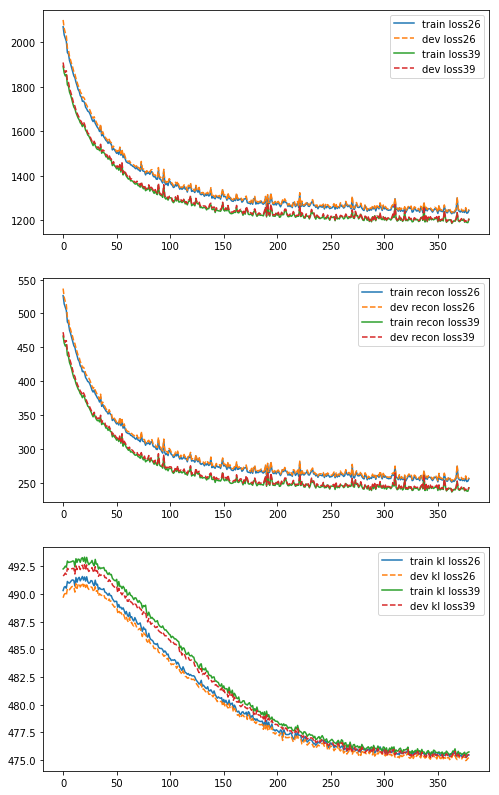 2000
1800
1600
1400
1200
0 50 100 150 200 250 300 350
train loss26
dev loss26
train loss39
dev loss39
550
500
450
400
350
300
250
0 50 100 150 200 250 300 350
train recon loss26
dev recon loss26
train recon loss39
dev recon loss39
492.5
490.0
487.5
485.0
482.5
480.0
477.5
475.0
0 50 100 150 200 250 300 350
train kl loss26
dev kl loss26
train kl loss39
dev kl loss39